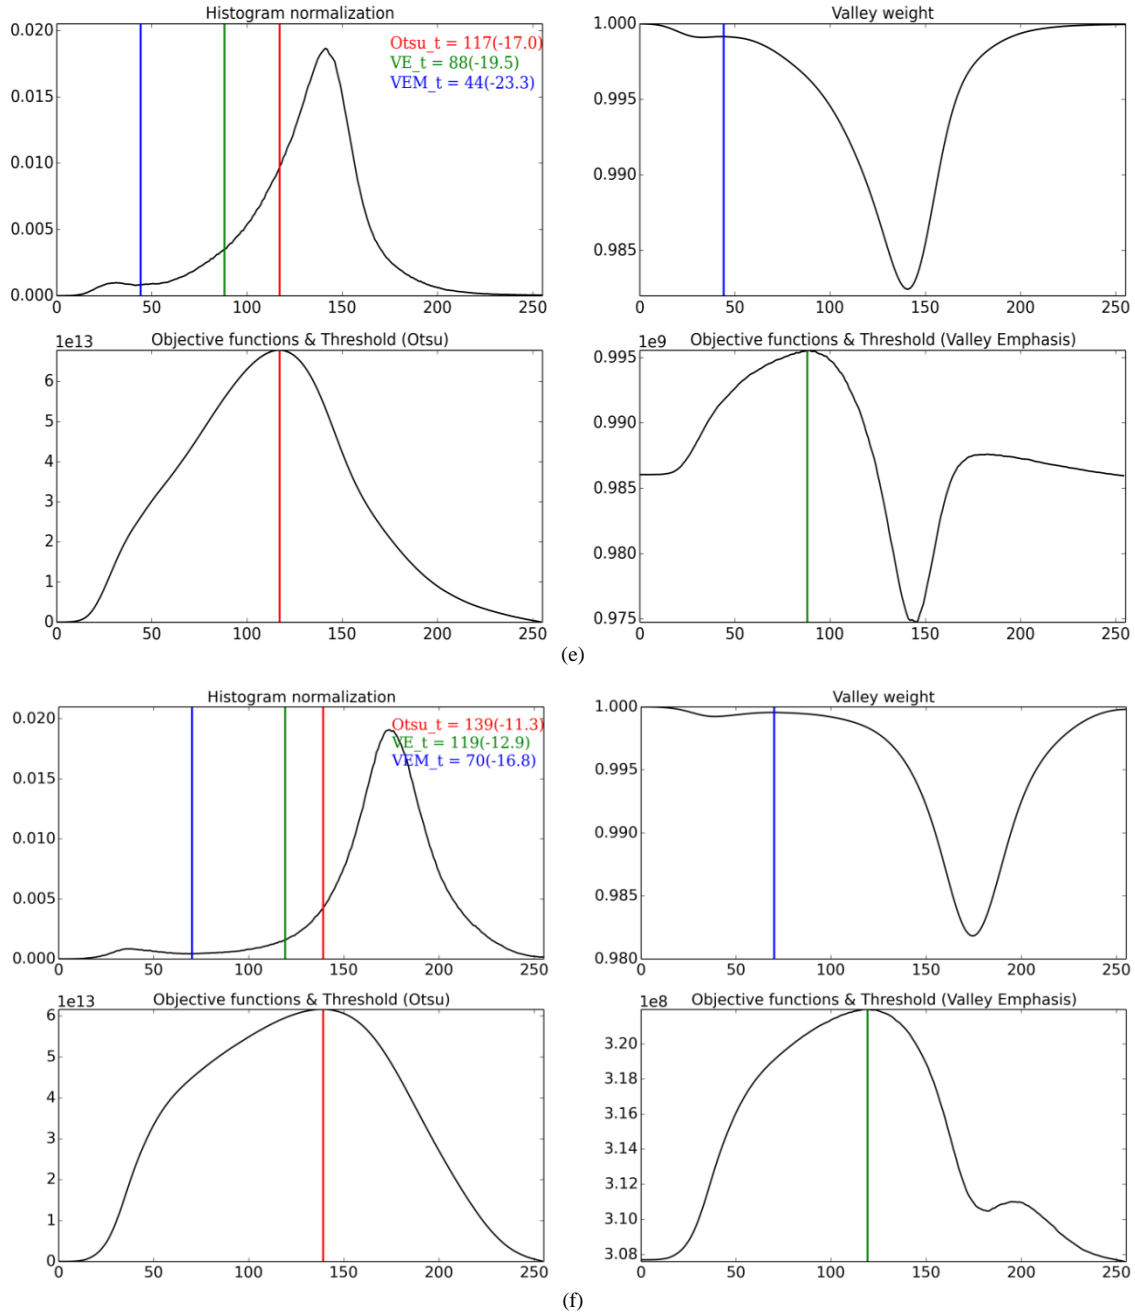 Histogram normalization
0.020
0.015
0.010
0.005
0.000
Otsu_t = 117(-17.0)
VE_t = 88(-19.5)
VEM_t = 44(-23.3)
0 50 100 150 200 250
Valley weight
1.000
0.995
0.990
0.985
0 50 100 150 200 250
1e13 Objective functions & Threshold (Otsu)
6
5
4
3
2
1
0
0 50 100 150 200 250
1e9 Objective functions & Threshold (Valley Emphasis)
0.995
0.990
0.985
0.980
0.975
0 50 100 150 200 250
(e)
Histogram normalization
0.020
0.015
0.010
0.005
0.000
Otsu_t = 139(-11.3)
VE_t = 119(-12.9)
VEM_t = 70(-16.8)
0 50 100 150 200 250
Valley weight
1.000
0.995
0.990
0.985
0.980
0 50 100 150 200 250
1e13 Objective functions & Threshold (Otsu)
6
5
4
3
2
1
0
0 50 100 150 200 250
1e8 Objective functions & Threshold (Valley Emphasis)
3.20
3.18
3.16
3.14
3.12
3.10
3.08
0 50 100 150 200 250
(f)